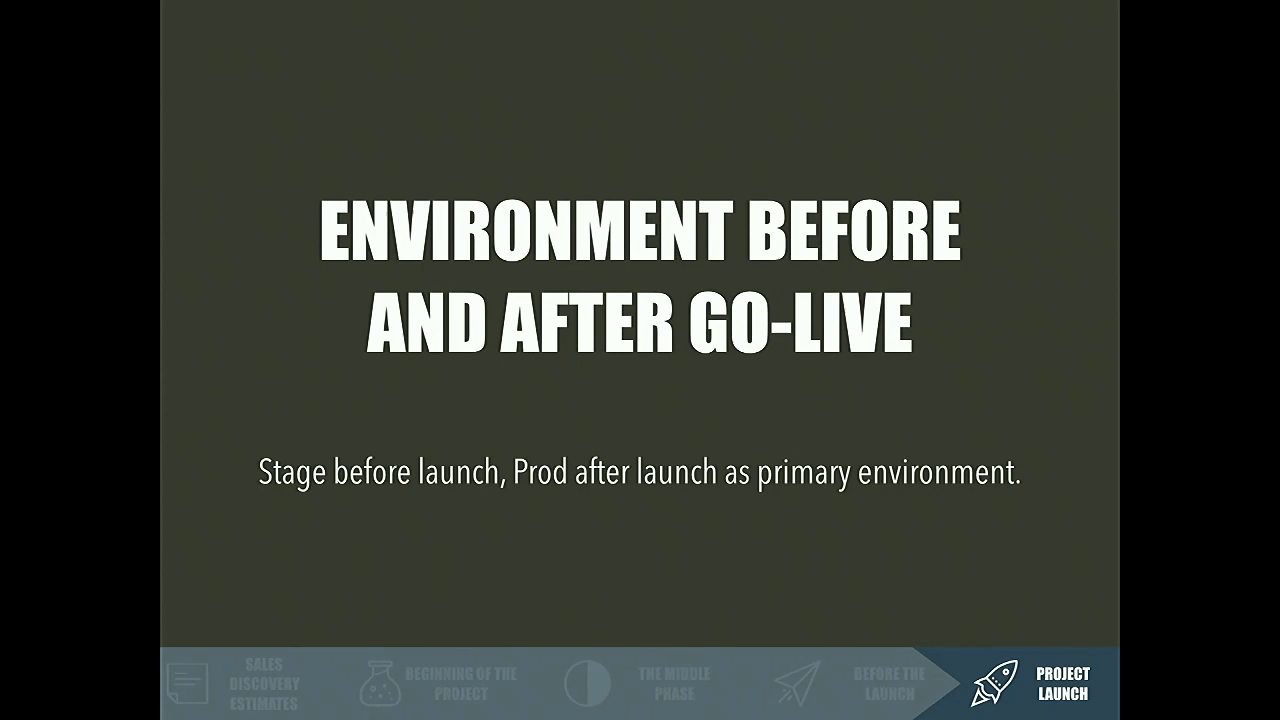 ENVIRONMENT BEFORE
AND AFTER GO-LIVE
Stage before launch, Prod after launch as primary environment.
SALES
DISCOVERY
ESTIMATES
BEGINNING OF THE
PROJECT
THE MIDDLE
PHASE
BEFORE THE
LAUNCH
PROJECT
LAUNCH